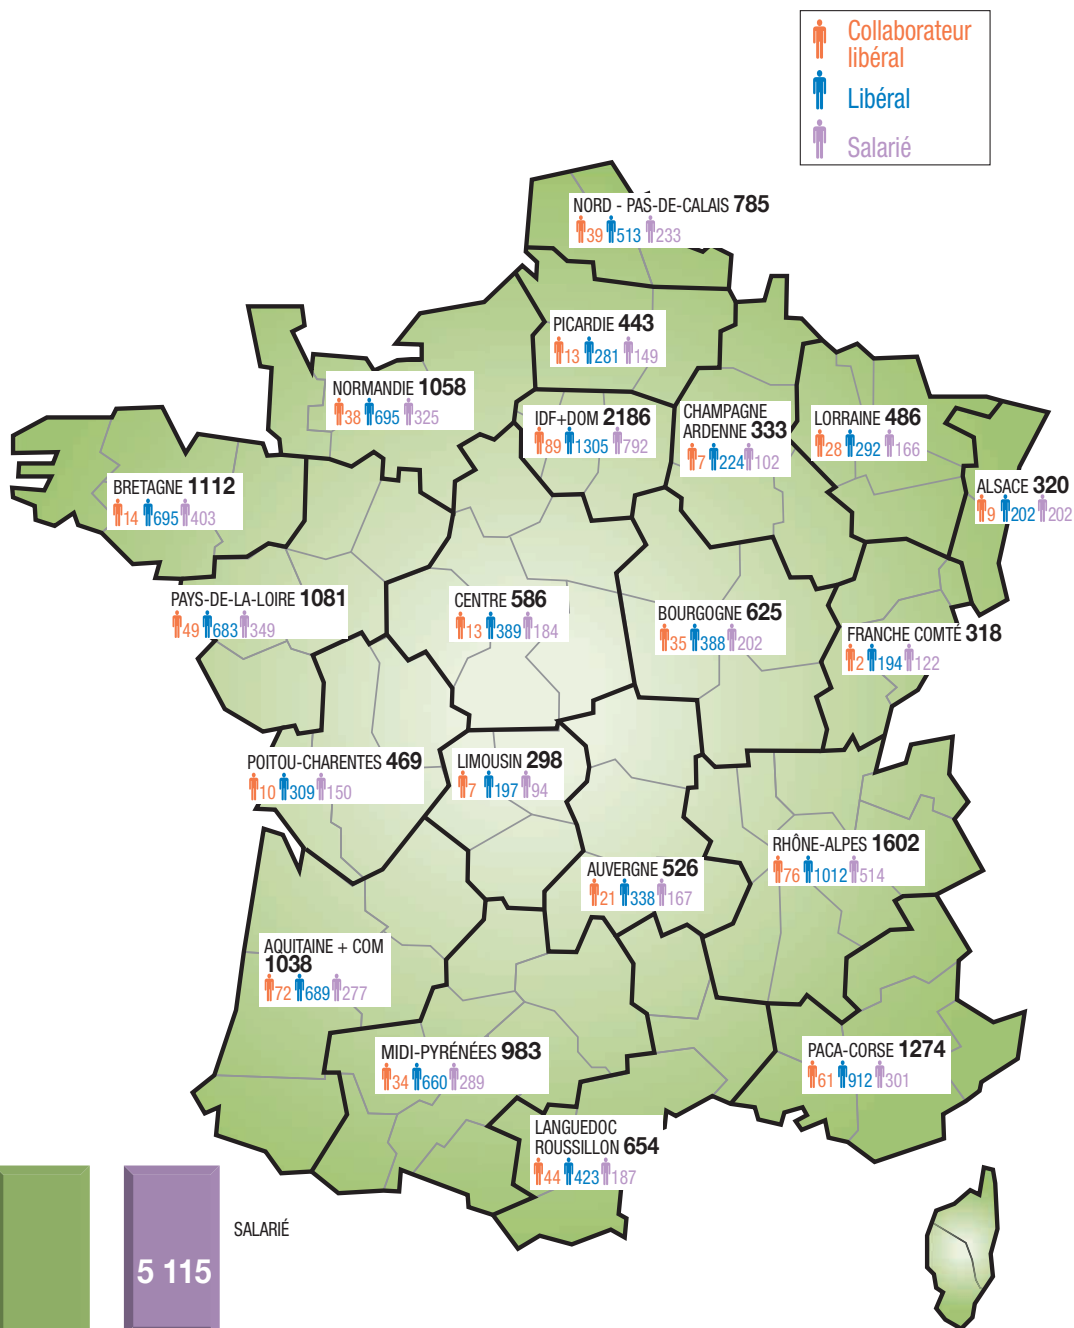 Collaborateur
libéral
Libéral
Salarié
NORD - PAS-DE-CALAIS 785
39 513 233
PICARDIE 443
13 281 149
NORMANDIE 1058
38 695 325
IDF+DOM 2186
89 1305 792
CHAMPAGNE
ARDENNE 333
7 224 102
LORRAINE 486
28 292 166
ALSACE 320
9 202 202
BRETAGNE 1112
14 695 403
PAYS-DE-LA-LOIRE 1081
49 683 349
CENTRE 586
13 389 184
BOURGOGNE 625
35 388 202
FRANCHE COMTÉ 318
2 194 122
POITOU-CHARENTES 469
10 309 150
LIMOUSIN 298
7 197 94
RHÔNE-ALPES 1602
76 1012 514
AUVERGNE 526
21 338 167
AQUITAINE + COM
1038
72 689 277
MIDI-PYRÉNÉES 983
34 660 289
PACA-CORSE 1274
61 912 301
LANGUEDOC
ROUSSILLON 654
44 423 187
SALARIÉ
5 115